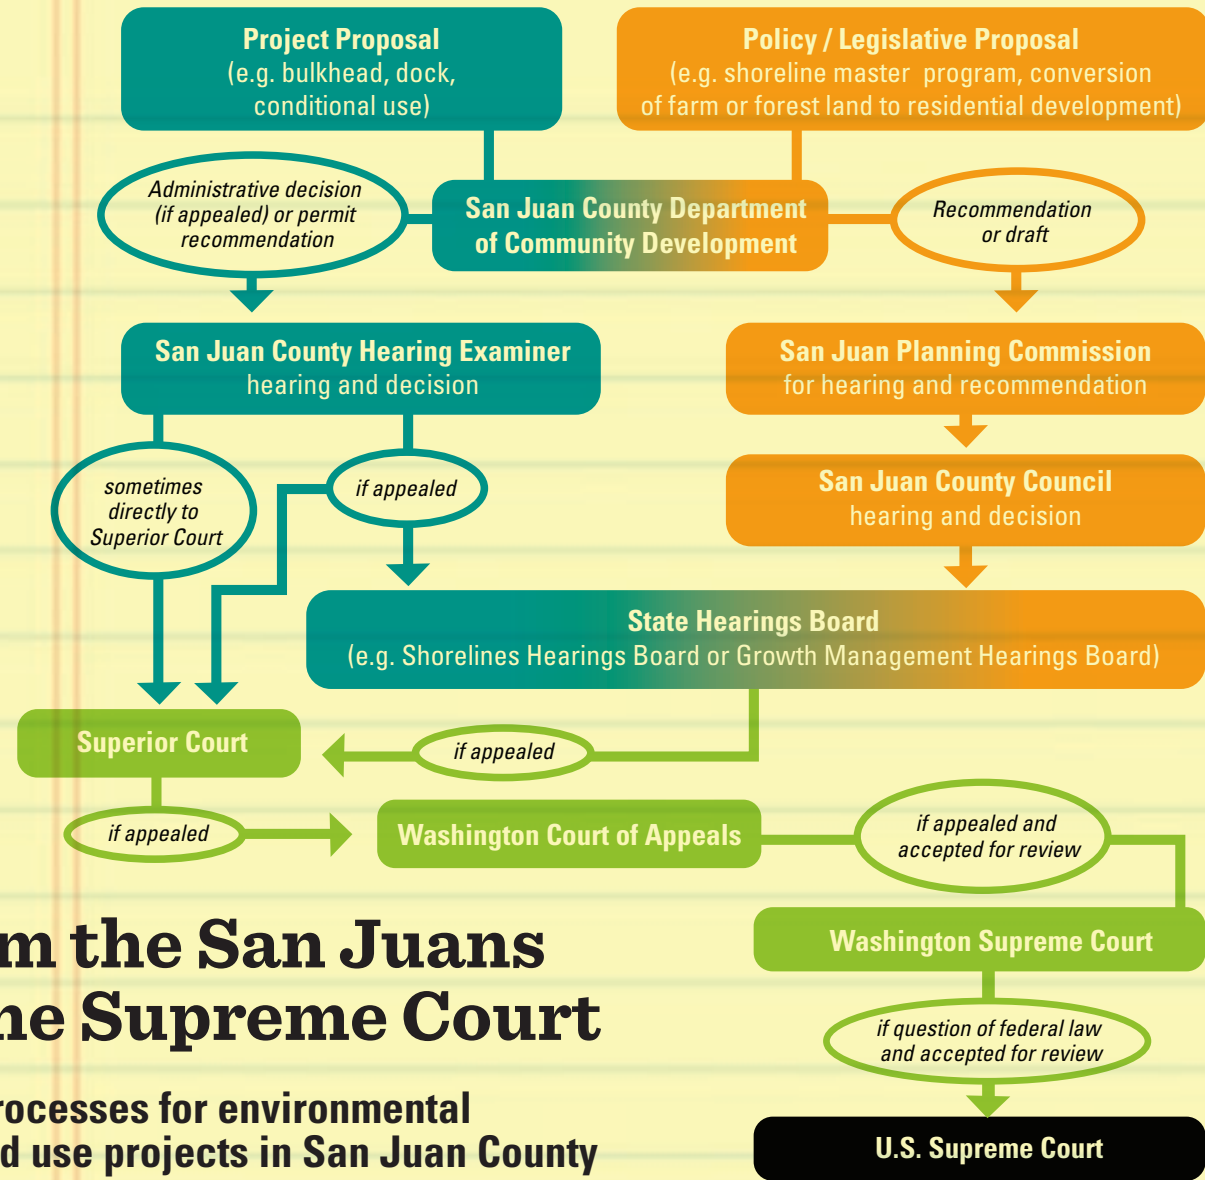 Project Proposal
(e.g. bulkhead, dock,
conditional use)
Policy / Legislative Proposal
(e.g. shoreline master program, conversion
of farm or forest land to residential development)
Administrative decision
(if appealed) or permit
recommendation
San Juan County Department
of Community Development
Recommendation
or draft
San Juan County Hearing Examiner
hearing and decision
San Juan Planning Commission
for hearing and recommendation
sometimes
directly to
Superior Court
if appealed
San Juan County Council
hearing and decision
State Hearings Board
(e.g. Shorelines Hearings Board or Growth Management Hearings Board)
Superior Court
if appealed
if appealed
Washington Court of Appeals
if appealed and
accepted for review
Washington Supreme Court
if question of federal law
and accepted for review
U.S. Supreme Court
m the San Juans
ne Supreme Court
rocesses for environmental
d use projects in San Juan County